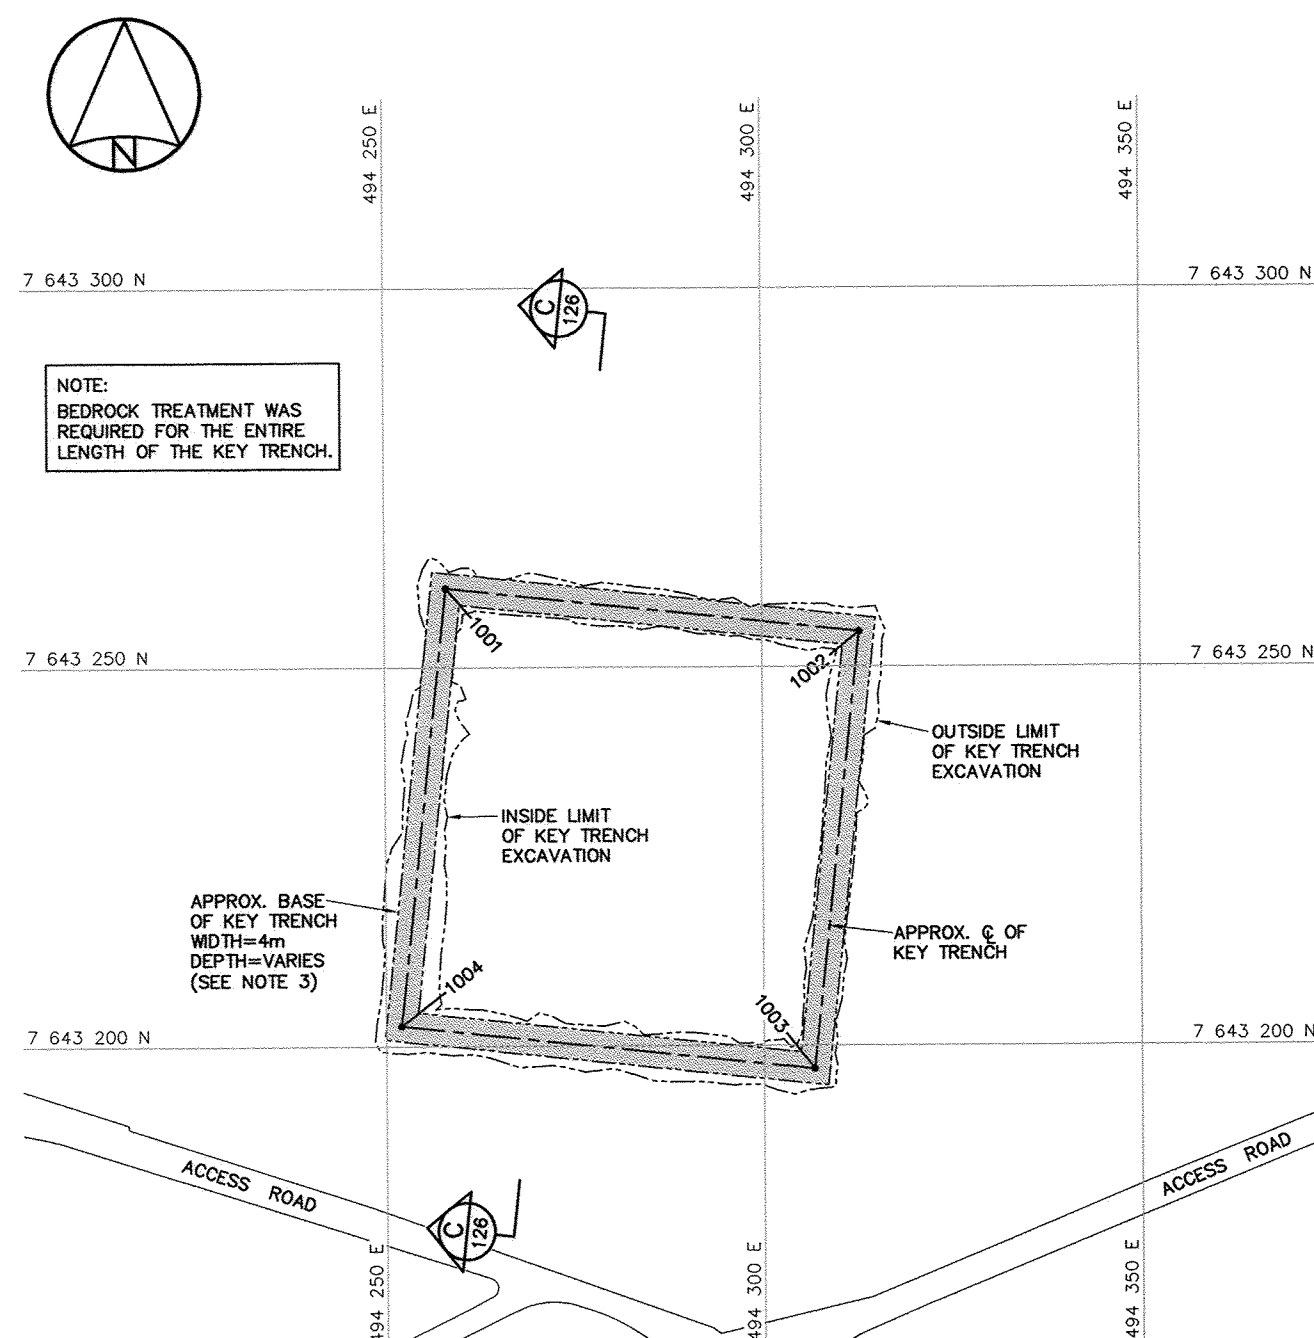 N
494 250 E
494 300 E
494 350 E
7 643 300 N
7 643 300 N
C
126
NOTE:
BEDROCK TREATMENT WAS
REQUIRED FOR THE ENTIRE
LENGTH OF THE KEY TRENCH.
1001
1002
7 643 250 N
7 643 250 N
OUTSIDE LIMIT
OF KEY TRENCH
EXCAVATION
INSIDE LIMIT
OF KEY TRENCH
EXCAVATION
APPROX. BASE
OF KEY TRENCH
WIDTH=4m
DEPTH=VARIES
(SEE NOTE 3)
APPROX. ℄ OF
KEY TRENCH
1004
1003
7 643 200 N
7 643 200 N
ACCESS ROAD
ACCESS ROAD
C
126
494 250 E
494 300 E
494 350 E